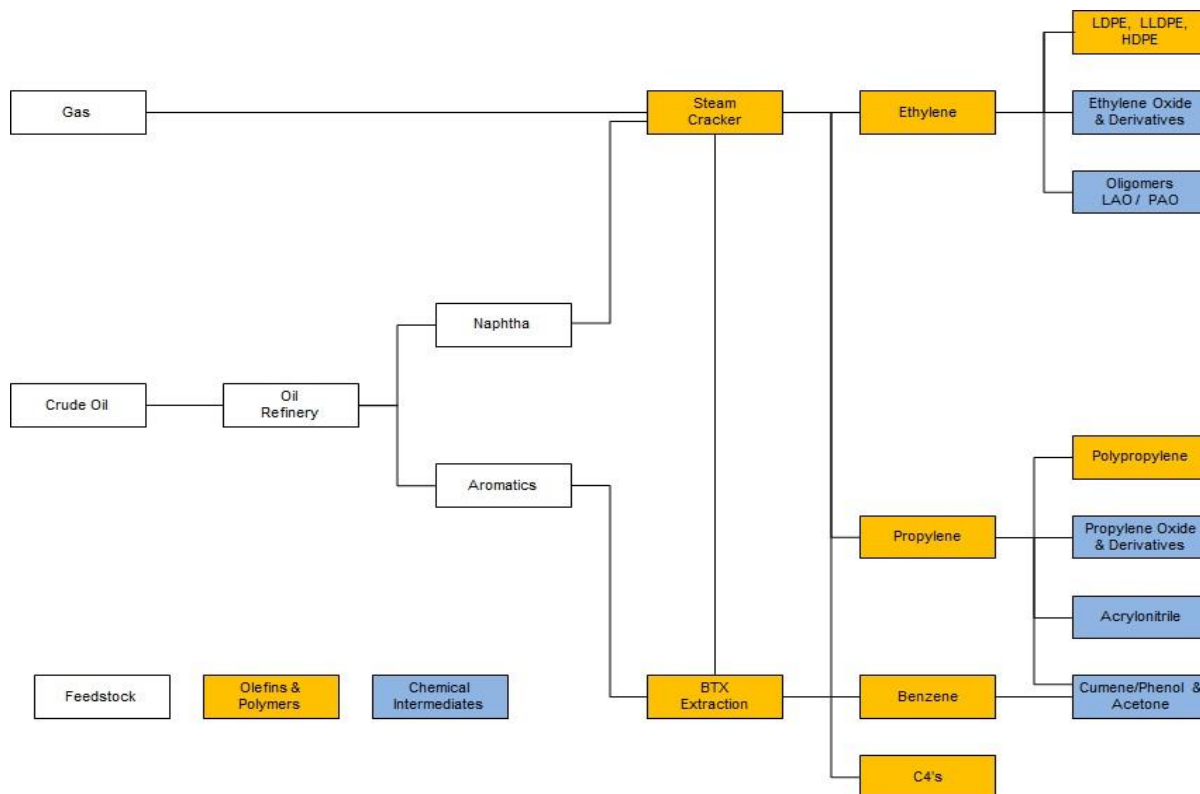 LDPE, LLDPE,
HDPE
Gas
Steam
Cracker
Ethylene
Ethylene Oxide
& Derivatives
Oligomers
LAO / PAO
Naphtha
Crude Oil
Oil
Refinery
Polypropylene
Aromatics
Propylene
Propylene Oxide
& Derivatives
Acrylonitrile
Feedstock
Olefins &
Polymers
Chemical
Intermediates
BTX
Extraction
Benzene
Cumene/Phenol &
Acetone
C4's